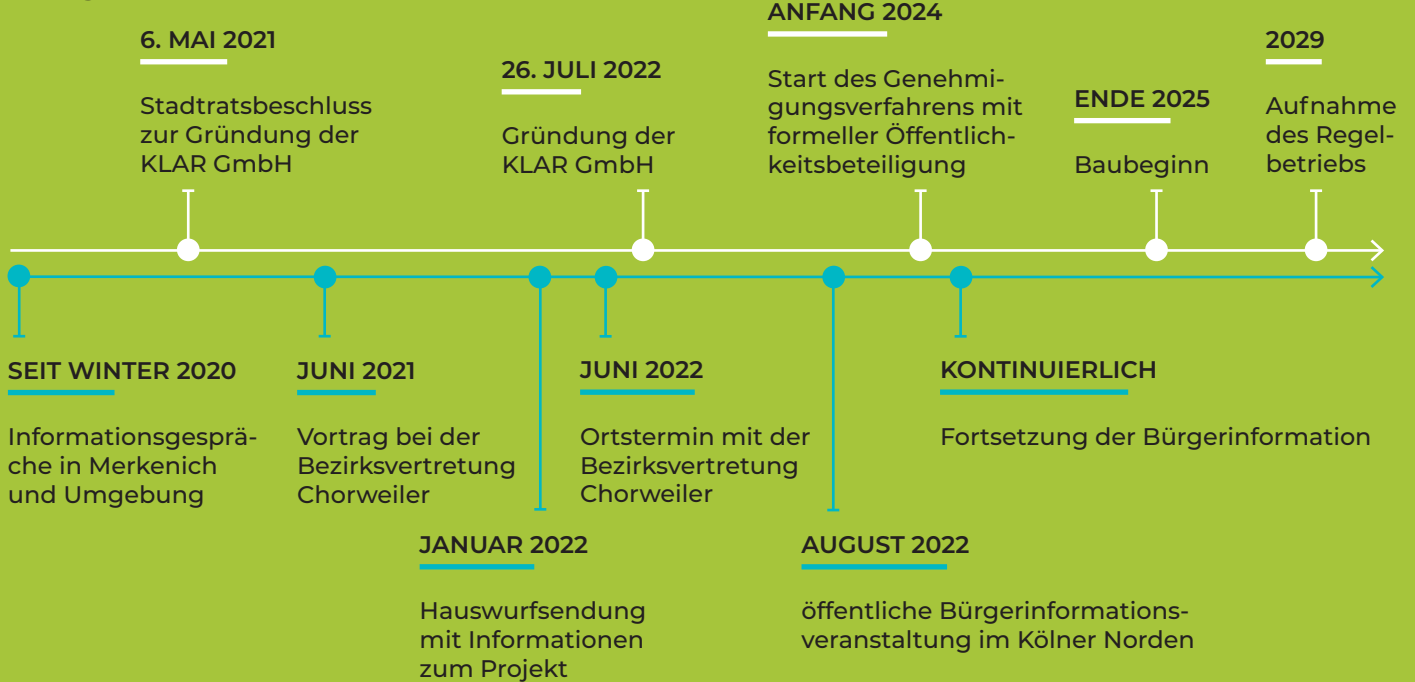 6. MAI 2021
Stadtratsbeschluss
zur Gründung der
KLAR GmbH
26. JULI 2022
Gründung der
KLAR GmbH
ANFANG 2024
Start des Genehmi-
gungsverfahrens mit
formeller Öffentlich-
keitsbeteiligung
ENDE 2025
Baubeginn
2029
Aufnahme
des Regel-
betriebs
SEIT WINTER 2020
Informationsgesprä-
che in Merkenich
und Umgebung
JUNI 2021
Vortrag bei der
Bezirksvertretung
Chorweiler
JANUAR 2022
Hauswurfsendung
mit Informationen
zum Projekt
JUNI 2022
Ortstermin mit der
Bezirksvertretung
Chorweiler
AUGUST 2022
öffentliche Bürgerinformations-
veranstaltung im Kölner Norden
KONTINUIERLICH
Fortsetzung der Bürgerinformation